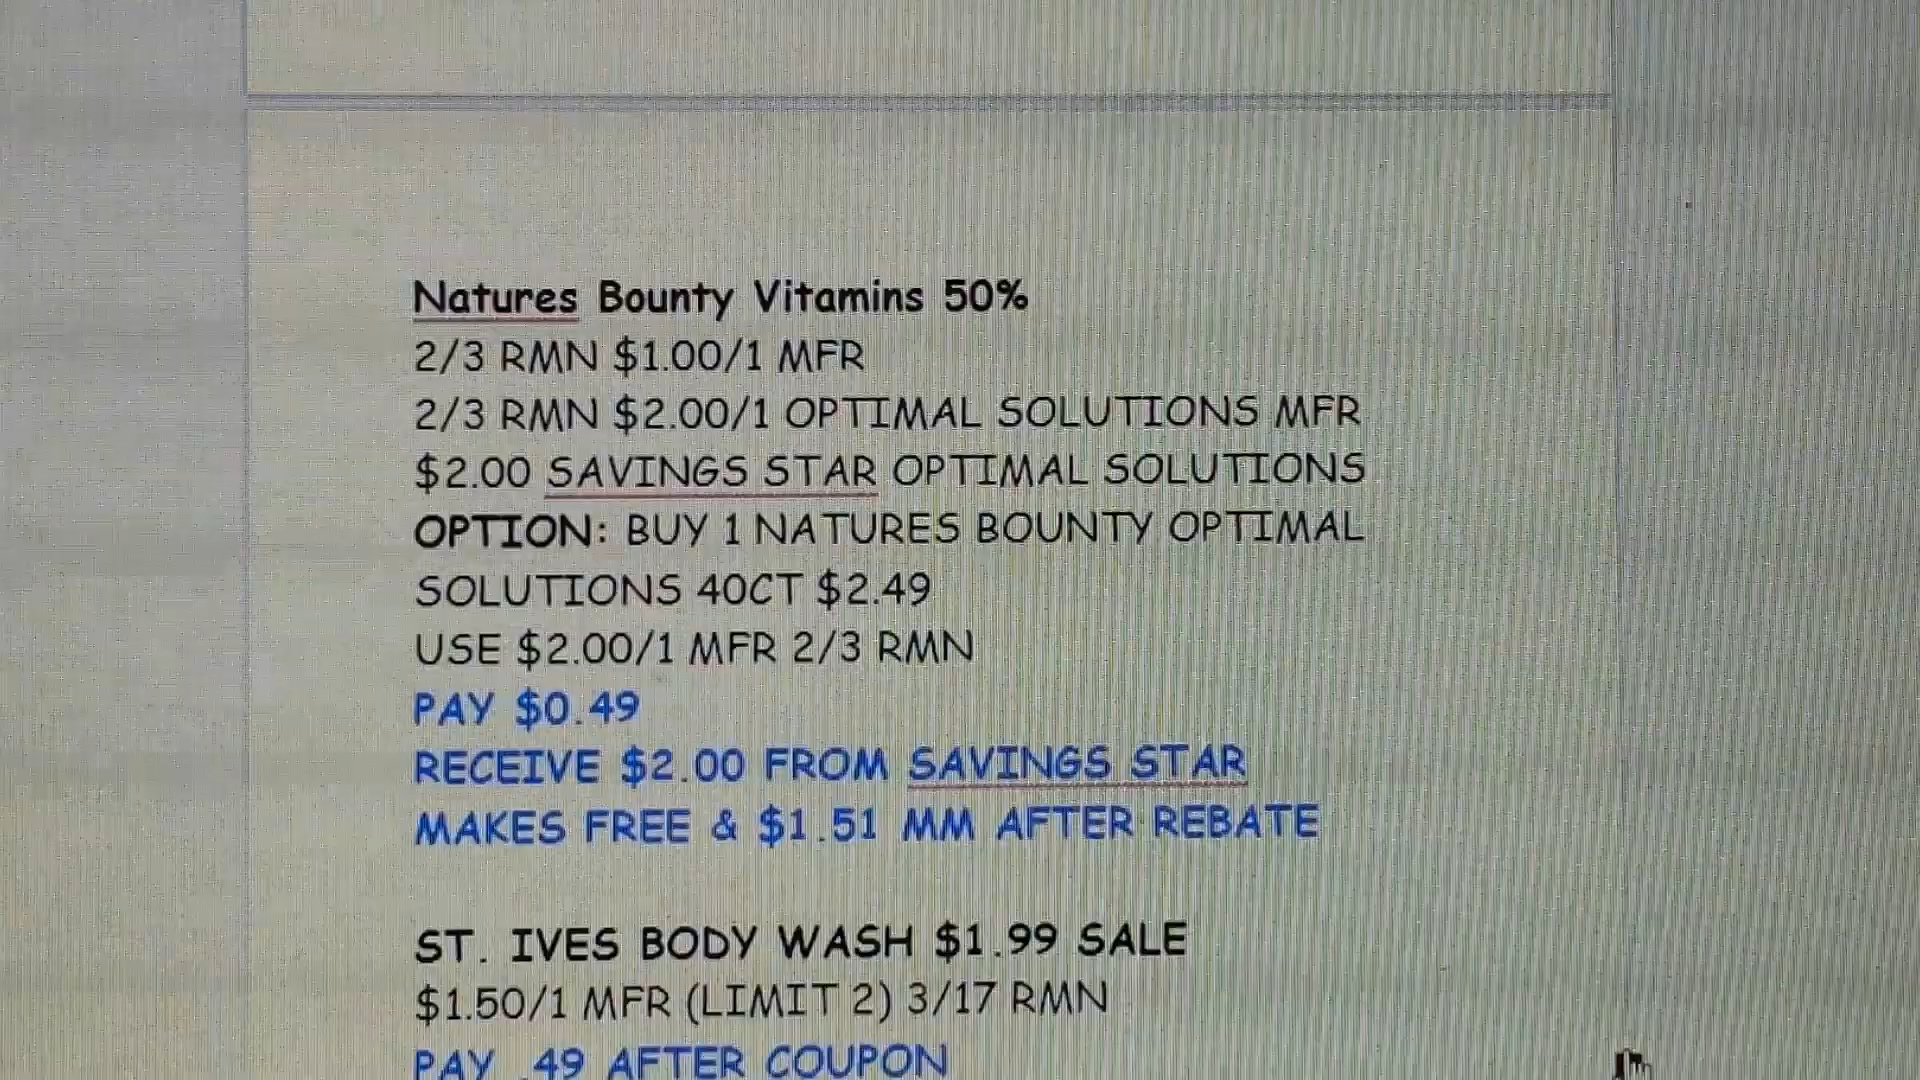 Natures Bounty Vitamins 50%
2/3 RMN $1.00/1 MFR
2/3 RMN $2.00/1 OPTIMAL SOLUTIONS MFR
$2.00 SAVINGS STAR OPTIMAL SOLUTIONS
OPTION: BUY 1 NATURES BOUNTY OPTIMAL
SOLUTIONS 40CT $2.49
USE $2.00/1 MFR 2/3 RMN
PAY $0.49
RECEIVE $2.00 FROM SAVINGS STAR
MAKES FREE & $1.51 MM AFTER REBATE
ST. IVES BODY WASH $1.99 SALE
$1.50/1 MFR (LIMIT 2) 3/17 RMN
PAY .49 AFTER COUPON